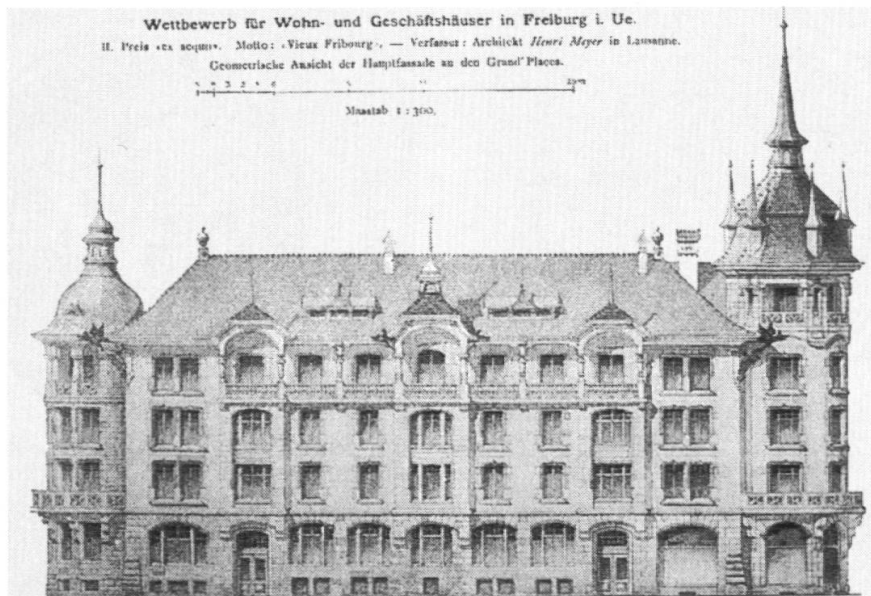 Wettbewerb für Wohn- und Geschäftshäuser in Freiburg i. Ue.
II. Preis «ex aequo». Motto: «Vieux Fribourg». — Verfasser: Architekt Henri Meyer in Lausanne.
Geometrische Ansicht der Hauptfassade an den Grand' Places.
Masstab 1 : 300.